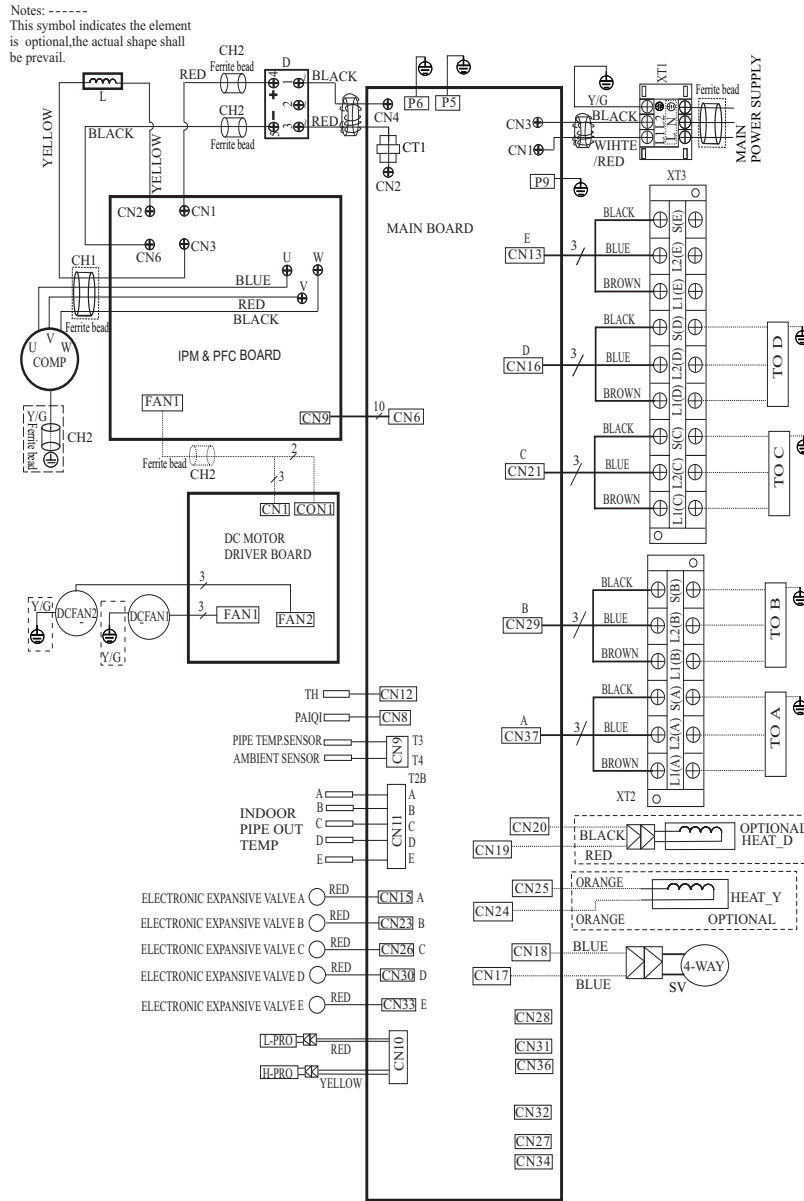 Notes: ------
This symbol indicates the element
is optional,the actual shape shall
be prevail.
L
YELLOW
BLACK
YELLOW
RED
CH2
Ferrite bead
CH2
Ferrite bead
D
4
1
+
2
−
5
3
BLACK
RED
CN4
CT1
CN2
P6
P5
MAIN BOARD
CN3
CN1
P9
Y/G
BLACK
WIHTE
/RED
XT1
Ferrite bead
MAIN
POWER SUPPLY
CN2
CN1
CN6
CN3
CH1
Ferrite bead
U
V
W
BLUE
RED
BLACK
IPM & PFC BOARD
U
V
W
COMP
Y/G
Ferrite bead
CH2
FAN1
CN9
10
CN6
Ferrite bead
CH2
2
3
CN1
CON1
DC MOTOR
DRIVER BOARD
3
3
FAN1
FAN2
Y/G
DCFAN2
Y/G
DCFAN1
XT3
E
CN13
3
BLACK
BLUE
BROWN
S(E)
L2(E)
L1(E)
D
CN16
3
BLACK
BLUE
BROWN
S(D)
L2(D)
L1(D)
TO D
C
CN21
3
BLACK
BLUE
BROWN
S(C)
L2(C)
L1(C)
TO C
B
CN29
3
BLACK
BLUE
BROWN
S(B)
L2(B)
L1(B)
TO B
A
CN37
3
BLACK
BLUE
BROWN
S(A)
L2(A)
L1(A)
TO A
XT2
TH
CN12
PAIQI
CN8
PIPE TEMP.SENSOR
AMBIENT SENSOR
CN9
T3
T4
T2B
INDOOR
PIPE OUT
TEMP
A
B
C
D
E
CN11
A
B
C
D
E
ELECTRONIC EXPANSIVE VALVE A
RED
CN15
A
ELECTRONIC EXPANSIVE VALVE B
RED
CN23
B
ELECTRONIC EXPANSIVE VALVE C
RED
CN26
C
ELECTRONIC EXPANSIVE VALVE D
RED
CN30
D
ELECTRONIC EXPANSIVE VALVE E
RED
CN33
E
L-PRO
RED
H-PRO
YELLOW
CN10
CN20
CN19
BLACK
RED
OPTIONAL
HEAT_D
CN25
CN24
ORANGE
ORANGE
HEAT_Y
OPTIONAL
CN18
CN17
BLUE
BLUE
4-WAY
SV
CN28
CN31
CN36
CN32
CN27
CN34